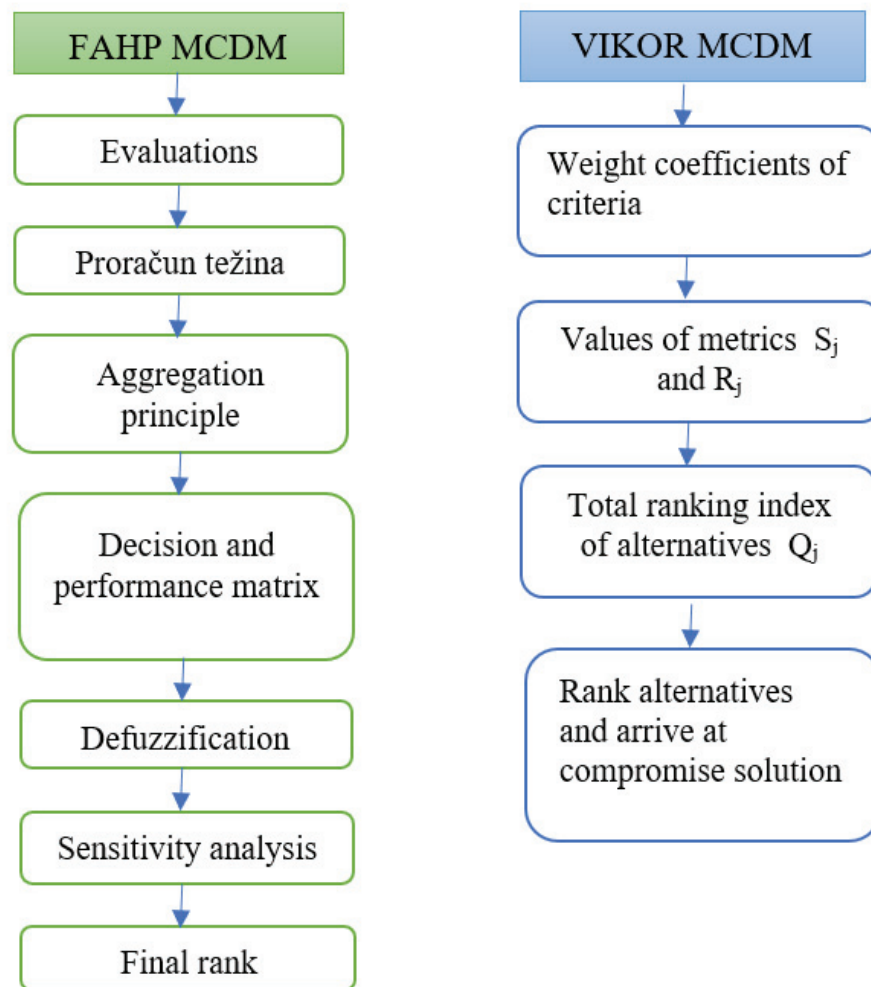 FAHP MCDM
Evaluations
Proračun težina
Aggregation
principle
Decision and
performance matrix
Defuzzification
Sensitivity analysis
Final rank
VIKOR MCDM
Weight coefficients of
criteria
Values of metrics Sj
and Rj
Total ranking index
of alternatives Qj
Rank alternatives
and arrive at
compromise solution